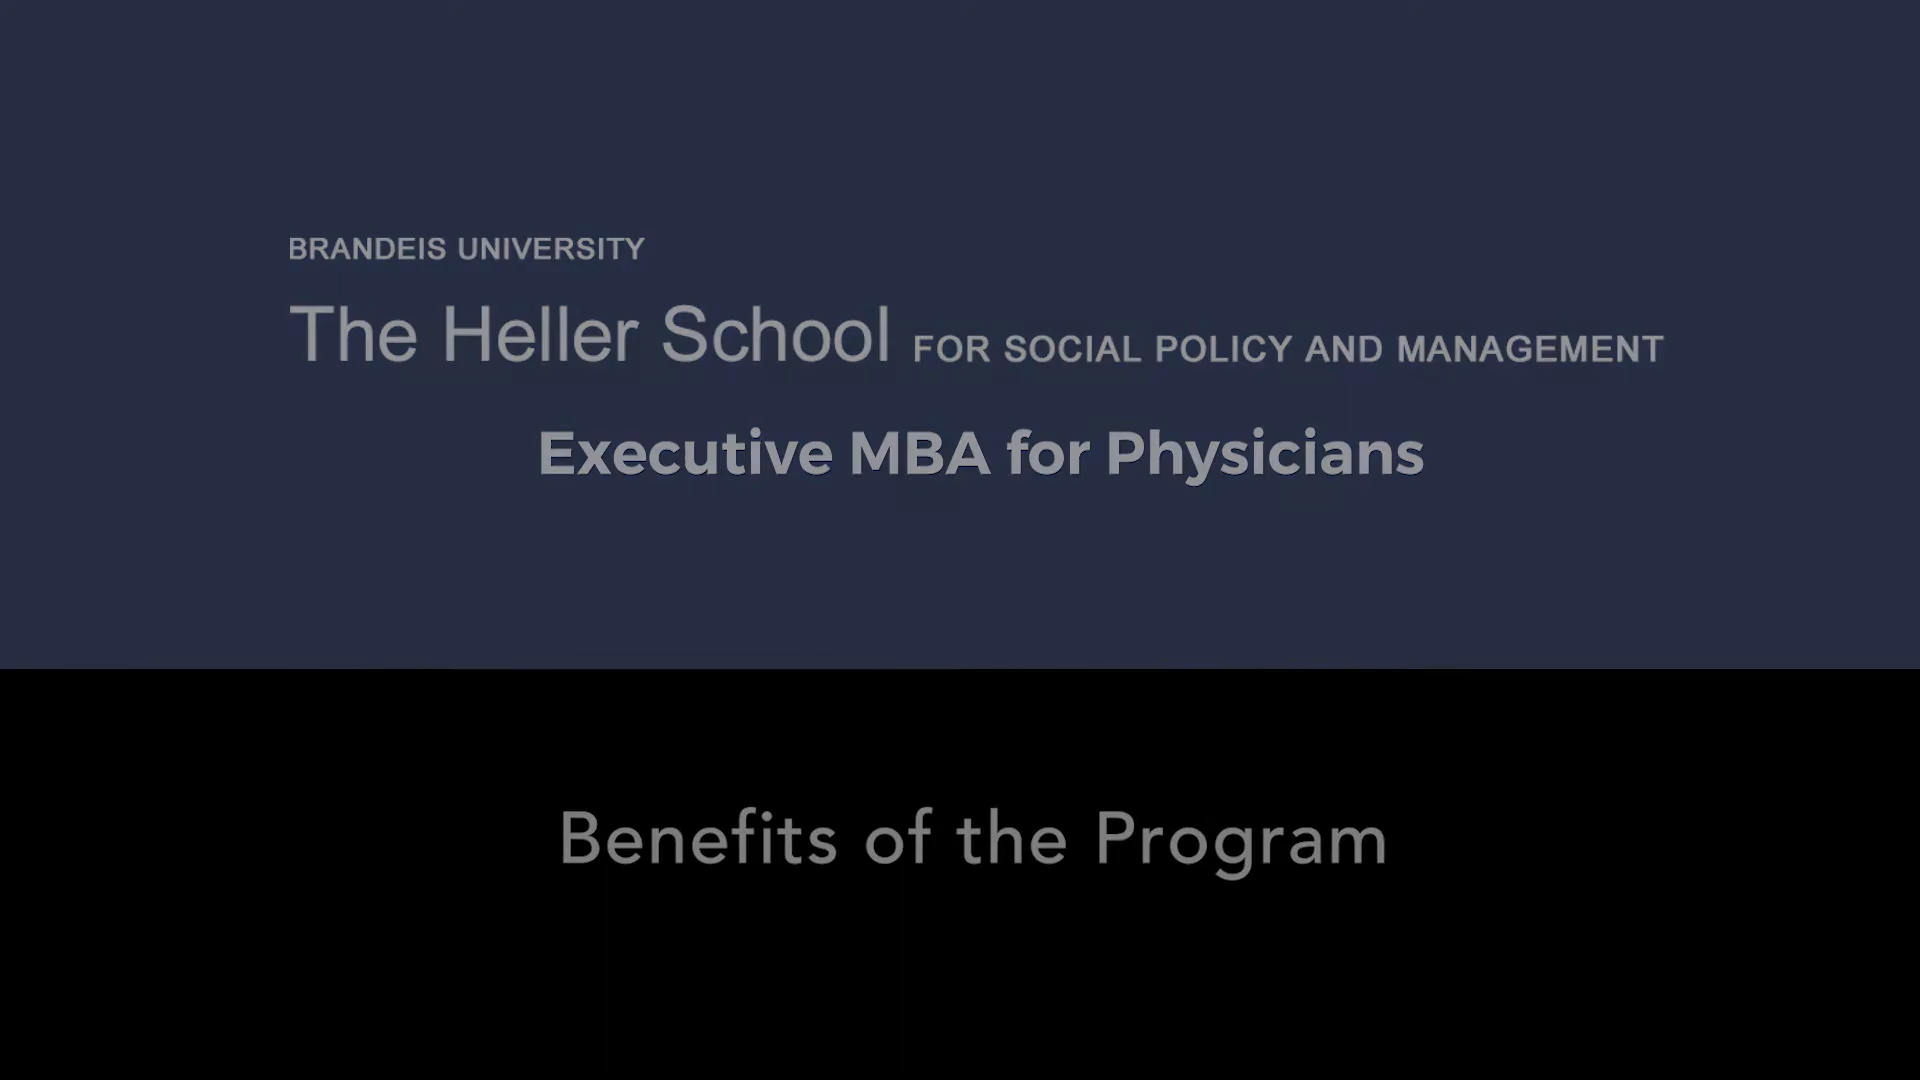 BRANDEIS UNIVERSITY
The Heller School FOR SOCIAL POLICY AND MANAGEMENT
Executive MBA for Physicians
Benefits of the Program